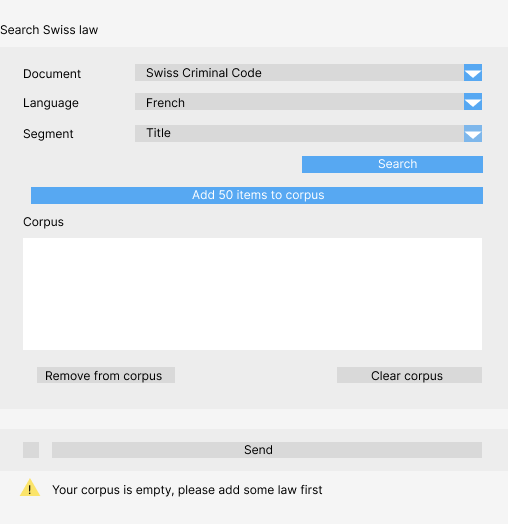 Search Swiss law
Document Swiss Criminal Code
Language French
Segment Title
Search
Add 50 items to corpus
Corpus
Remove from corpus Clear corpus
Send
! Your corpus is empty, please add some law first